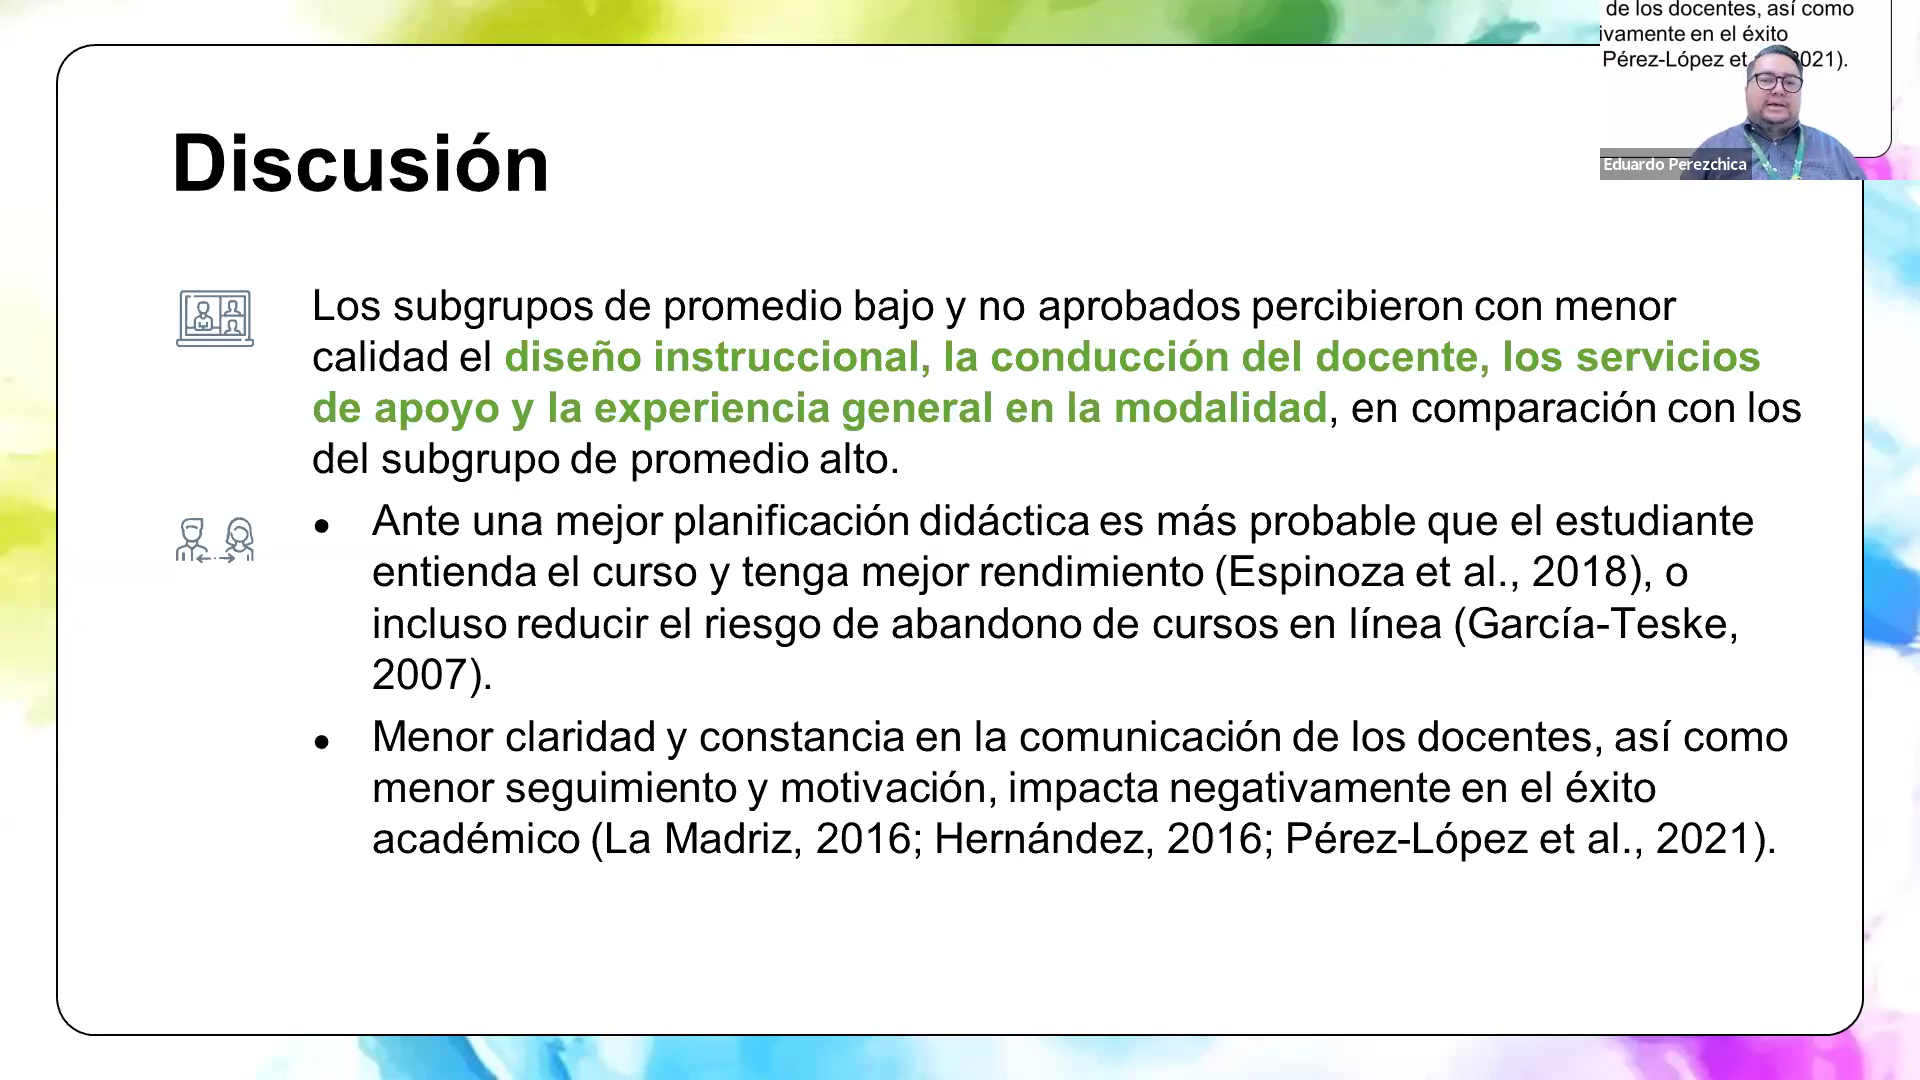 de los docentes, así como
ivamente en el éxito
Pérez-López et 2021).
Eduardo Perezchica
Discusión
Los subgrupos de promedio bajo y no aprobados percibieron con menor
calidad el diseño instruccional, la conducción del docente, los servicios
de apoyo y la experiencia general en la modalidad, en comparación con los
del subgrupo de promedio alto.
• Ante una mejor planificación didáctica es más probable que el estudiante
entienda el curso y tenga mejor rendimiento (Espinoza et al., 2018), o
incluso reducir el riesgo de abandono de cursos en línea (García-Teske,
2007).
• Menor claridad y constancia en la comunicación de los docentes, así como
menor seguimiento y motivación, impacta negativamente en el éxito
académico (La Madriz, 2016; Hernández, 2016; Pérez-López et al., 2021).